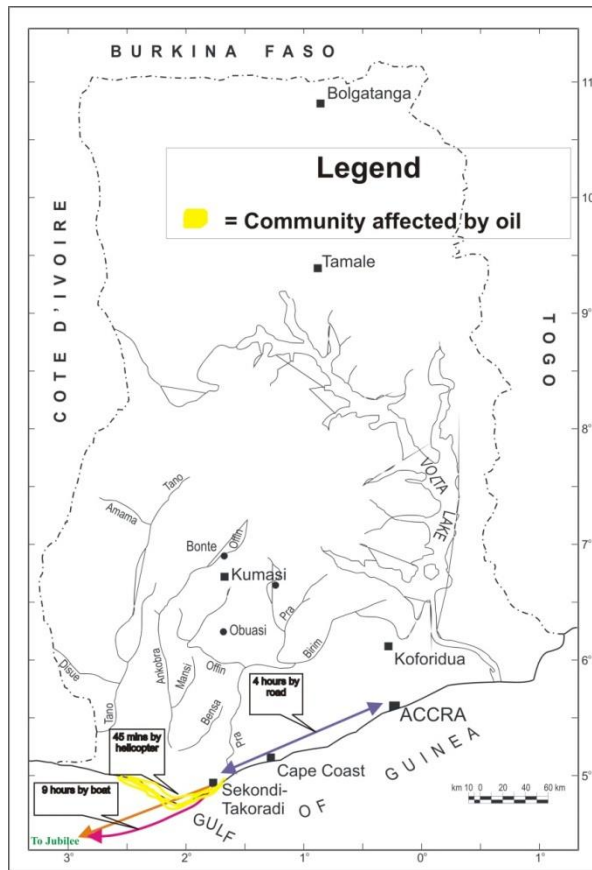 BURKINA FASO
Bolgatanga
Legend
= Community affected by oil
Tamale
COTE D'IVOIRE
TOGO
VOLTA LAKE
Tano
Amama
Bonte
Offin
Kumasi
Obuasi
Pra
Birim
Koforidua
Disue
Tano
Ankobra
Mansi
Offin
Bensa
Pra
4 hours by
road
ACCRA
45 mins by
helicopter
9 hours by boat
Cape Coast
Sekondi-
Takoradi
GULF OF GUINEA
To Jubilee
km 10 0 10 20 40 60 km
11
10
9°
8°
7°
6°
5°
3° 2° 1° 0° 1°